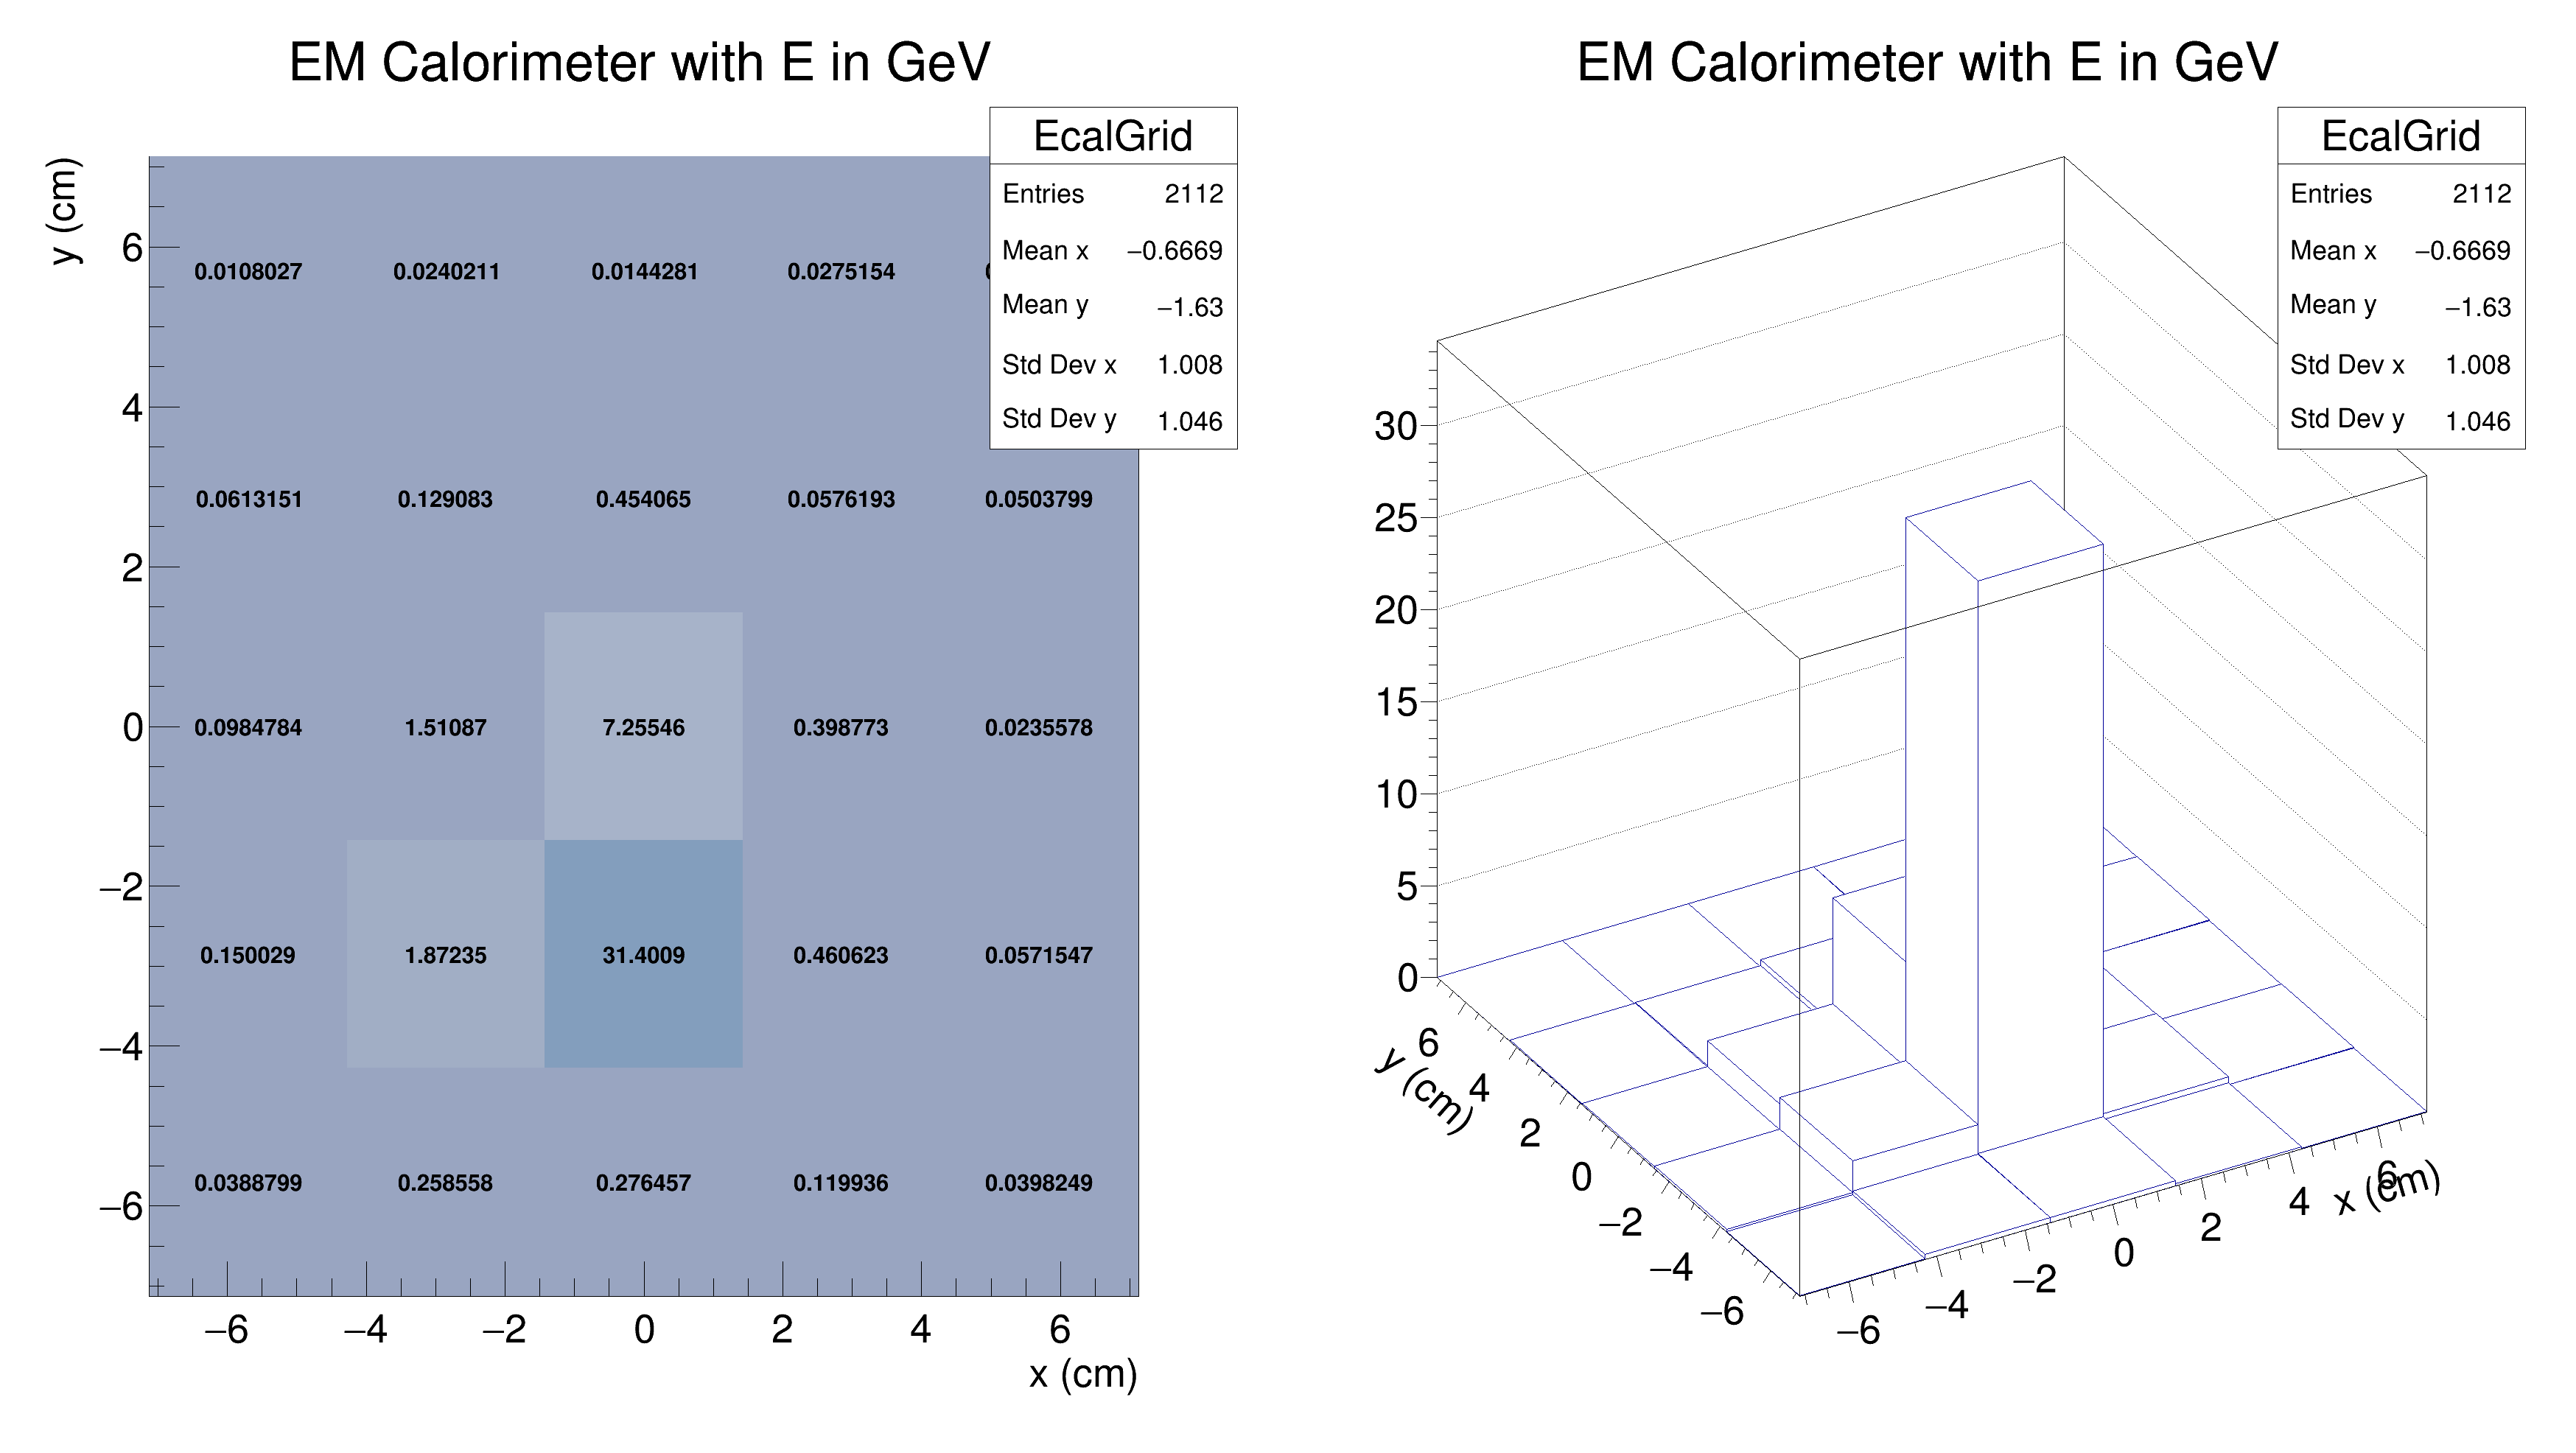 EM Calorimeter with E in GeV
EcalGrid
Entries 2112
Mean x −0.6669
Mean y −1.63
Std Dev x 1.008
Std Dev y 1.046
y (cm)
6
4
2
0
−2
−4
−6
0.0108027 0.0240211 0.0144281 0.0275154
0.0613151 0.129083 0.454065 0.0576193 0.0503799
0.0984784 1.51087 7.25546 0.398773 0.0235578
0.150029 1.87235 31.4009 0.460623 0.0571547
0.0388799 0.258558 0.276457 0.119936 0.0398249
−6 −4 −2 0 2 4 6
x (cm)
EM Calorimeter with E in GeV
EcalGrid
Entries 2112
Mean x −0.6669
Mean y −1.63
Std Dev x 1.008
Std Dev y 1.046
30
25
20
15
10
5
0
y (cm)
6
4
2
0
−2
−4
−6
−6
−4
−2
0
2
4
6
x (cm)